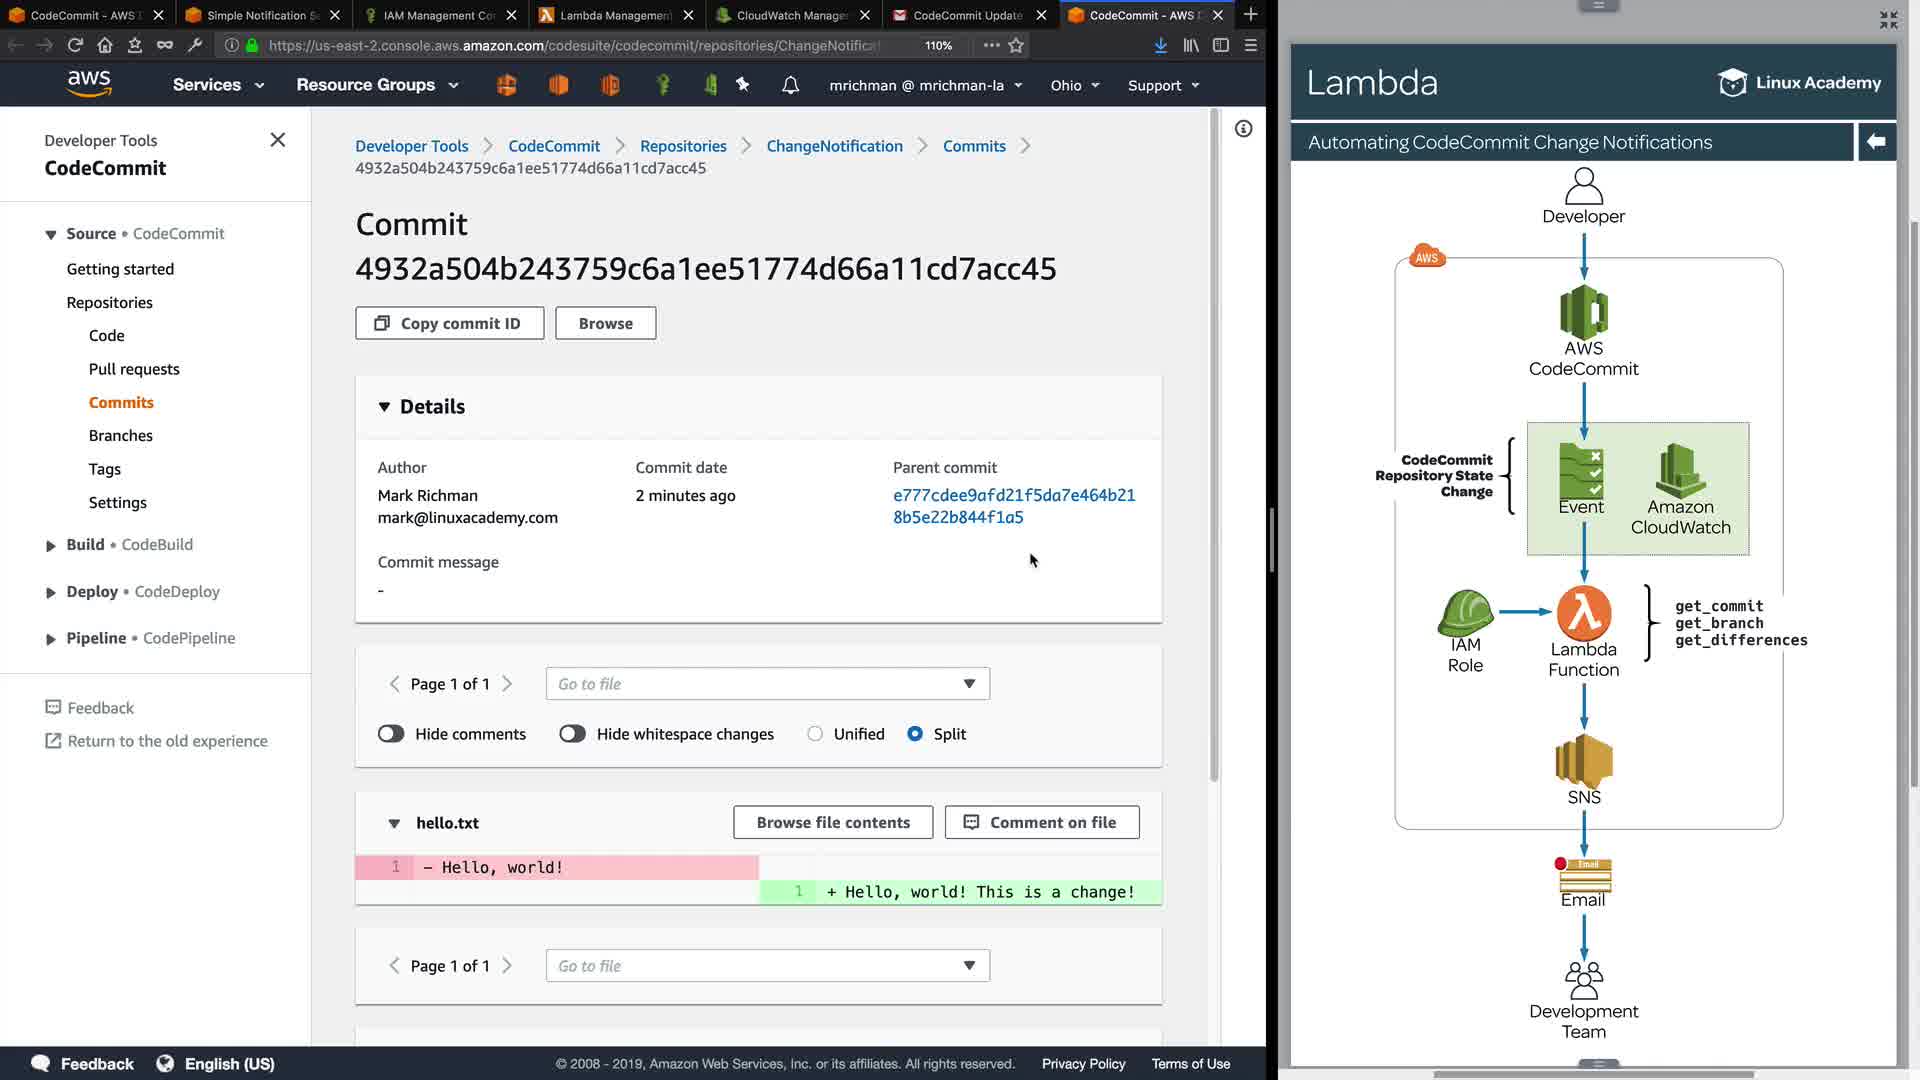 CodeCommit - AWS D
Simple Notification Se
IAM Management Con
Lambda Management
CloudWatch Manage
CodeCommit Update
CodeCommit - AWS D
https://us-east-2.console.aws.amazon.com/codesuite/codecommit/repositories/ChangeNotifica
110%
aws
Services
Resource Groups
mrichman @ mrichman-la
Ohio
Support
Developer Tools
CodeCommit
Source • CodeCommit
Getting started
Repositories
Code
Pull requests
Commits
Branches
Tags
Settings
Build • CodeBuild
Deploy • CodeDeploy
Pipeline • CodePipeline
Feedback
Return to the old experience
Developer Tools
CodeCommit
Repositories
ChangeNotification
Commits
4932a504b243759c6a1ee51774d66a11cd7acc45
Commit
4932a504b243759c6a1ee51774d66a11cd7acc45
Copy commit ID
Browse
Details
Author
Mark Richman
mark@linuxacademy.com
Commit date
2 minutes ago
Parent commit
e777cdee9afd21f5da7e464b21
8b5e22b844f1a5
Commit message
-
Page 1 of 1
Go to file
Hide comments
Hide whitespace changes
Unified
Split
hello.txt
Browse file contents
Comment on file
1 - Hello, world!
1 + Hello, world! This is a change!
Page 1 of 1
Go to file
Feedback
English (US)
© 2008 - 2019, Amazon Web Services, Inc. or its affiliates. All rights reserved.
Privacy Policy
Terms of Use
Lambda
Linux Academy
Automating CodeCommit Change Notifications
Developer
AWS
AWS
CodeCommit
CodeCommit
Repository State
Change
Event
Amazon
CloudWatch
IAM
Role
Lambda
Function
get_commit
get_branch
get_differences
SNS
Email
Email
Development
Team